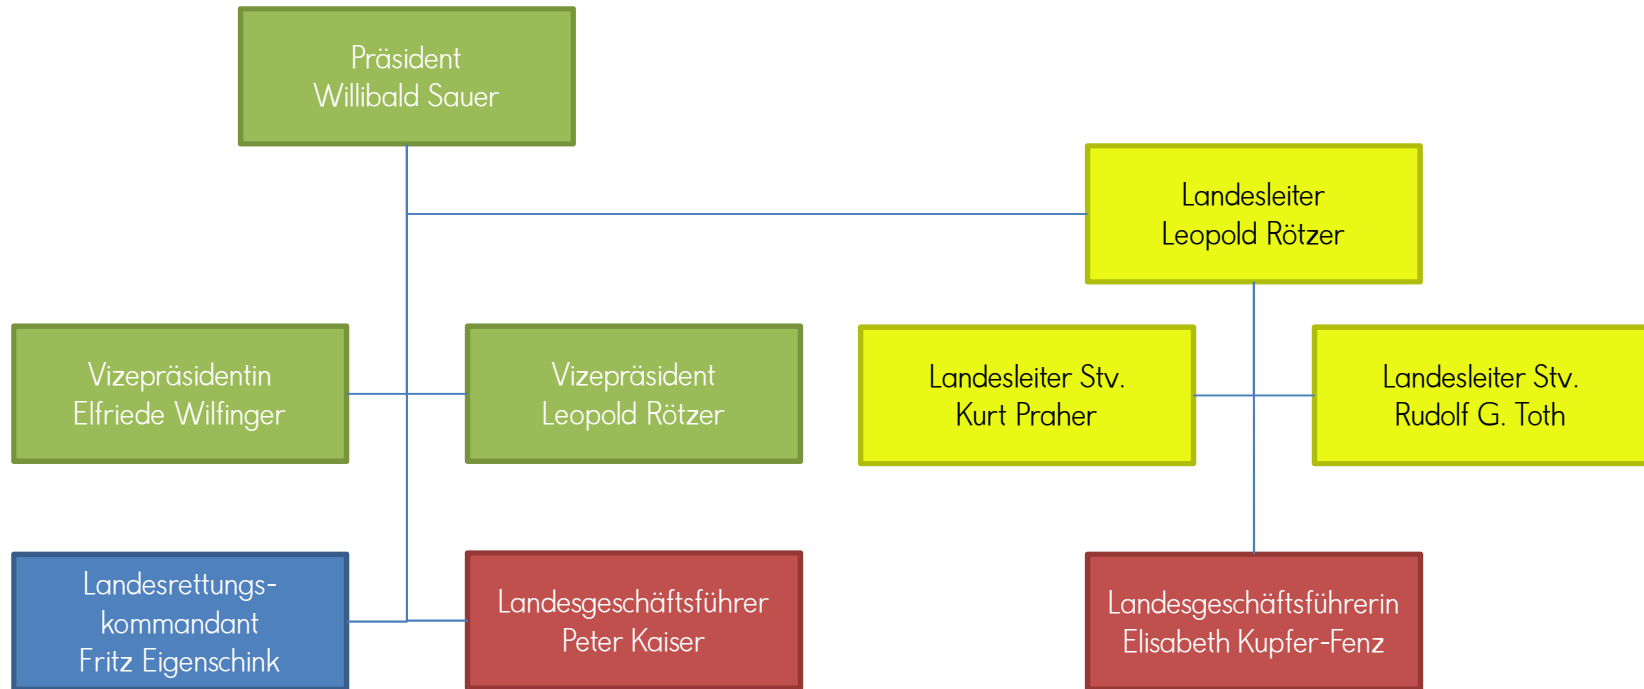 Präsident
Willibald Sauer
Landesleiter
Leopold Rötzer
Vizepräsidentin
Elfriede Wilfinger
Vizepräsident
Leopold Rötzer
Landesleiter Stv.
Kurt Praher
Landesleiter Stv.
Rudolf G. Toth
Landesrettungs-
kommandant
Fritz Eigenschink
Landesgeschäftsführer
Peter Kaiser
Landesgeschäftsführerin
Elisabeth Kupfer-Fenz